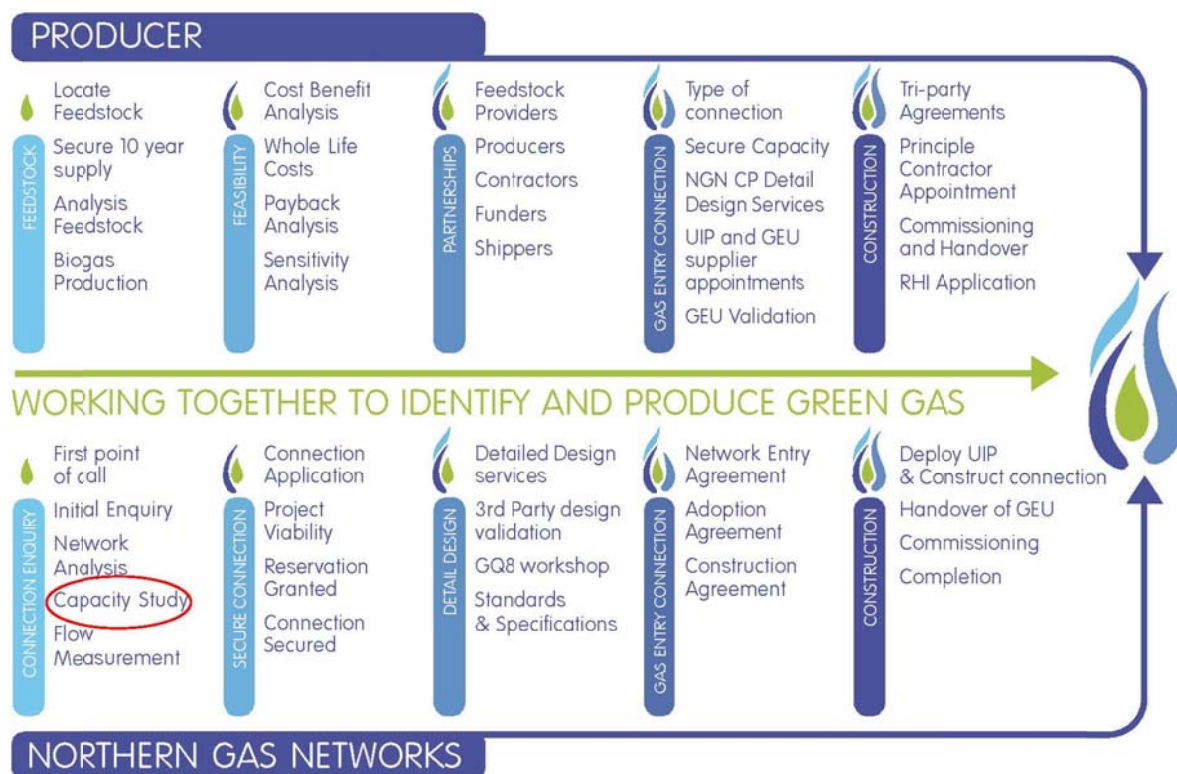 PRODUCER
FEEDSTOCK
Locate
Feedstock
Secure 10 year
supply
Analysis
Feedstock
Biogas
Production
FEASIBILITY
Cost Benefit
Analysis
Whole Life
Costs
Payback
Analysis
Sensitivity
Analysis
PARTNERSHIPS
Feedstock
Providers
Producers
Contractors
Funders
Shippers
GAS ENTRY CONNECTION
Type of
connection
Secure Capacity
NGN CP Detail
Design Services
UIP and GEU
supplier
appointments
GEU Validation
CONSTRUCTION
Tri-party
Agreements
Principle
Contractor
Appointment
Commissioning
and Handover
RHI Application
WORKING TOGETHER TO IDENTIFY AND PRODUCE GREEN GAS
CONNECTION ENQUIRY
First point
of call
Initial Enquiry
Network
Analysis
Capacity Study
Flow
Measurement
SECURE CONNECTION
Connection
Application
Project
Viability
Reservation
Granted
Connection
Secured
DETAIL DESIGN
Detailed Design
services
3rd Party design
validation
GQ8 workshop
Standards
& Specifications
GAS ENTRY CONNECTION
Network Entry
Agreement
Adoption
Agreement
Construction
Agreement
CONSTRUCTION
Deploy UIP
& Construct connection
Handover of GEU
Commissioning
Completion
NORTHERN GAS NETWORKS